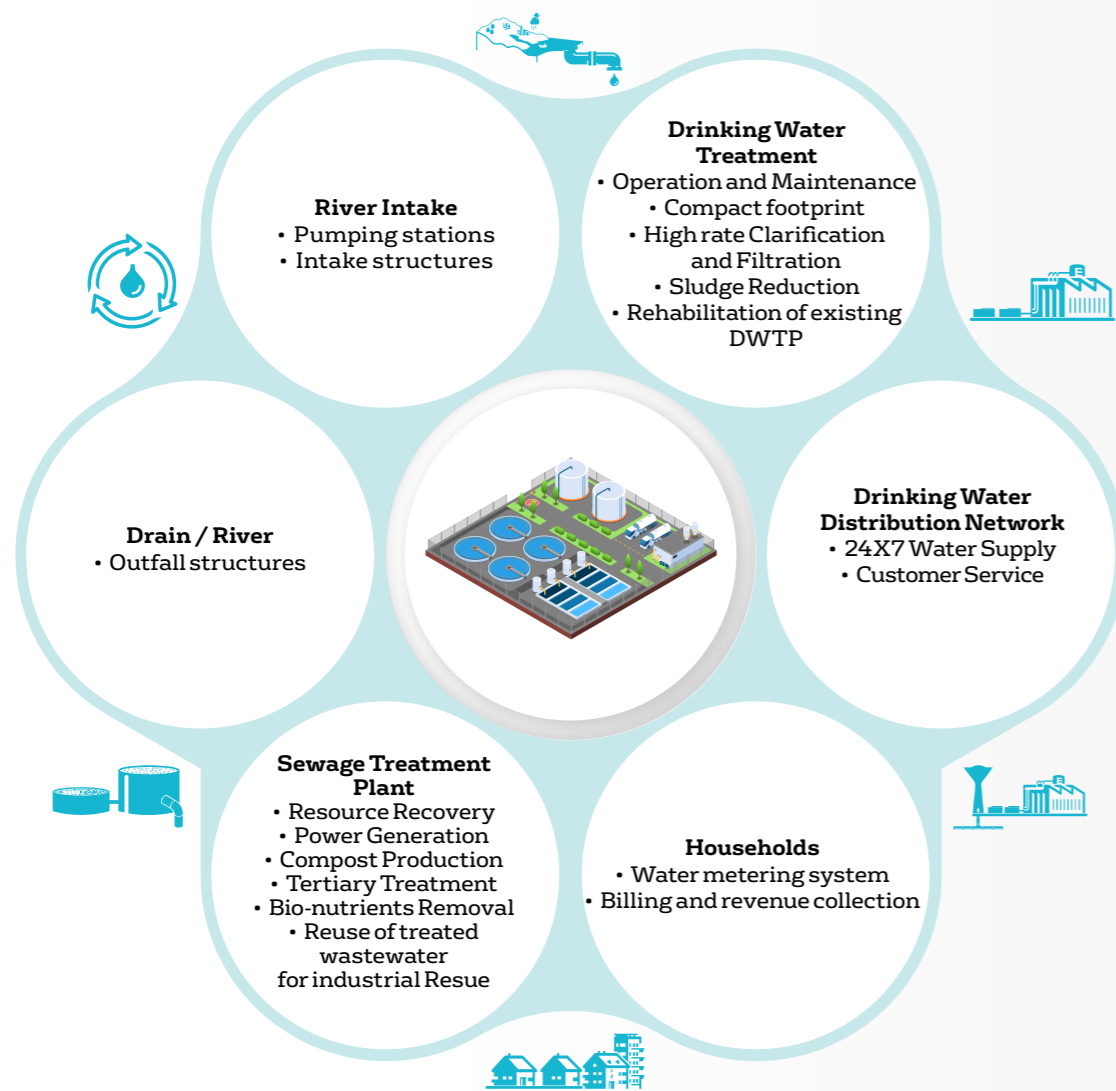 River Intake
• Pumping stations
• Intake structures
Drinking Water
Treatment
• Operation and Maintenance
• Compact footprint
• High rate Clarification
and Filtration
• Sludge Reduction
• Rehabilitation of existing
DWTP
Drinking Water
Distribution Network
• 24X7 Water Supply
• Customer Service
Households
• Water metering system
• Billing and revenue collection
Sewage Treatment
Plant
• Resource Recovery
• Power Generation
• Compost Production
• Tertiary Treatment
• Bio-nutrients Removal
• Reuse of treated
wastewater
for industrial Resue
Drain / River
• Outfall structures